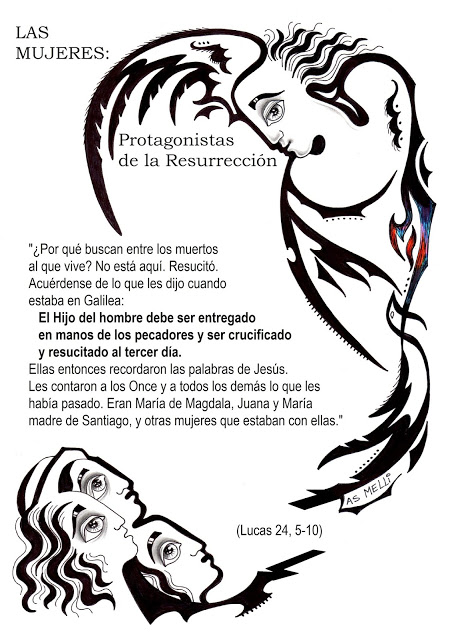 LAS
MUJERES:
Protagonistas
de la Resurrección
"¿Por qué buscan entre los muertos
al que vive? No está aquí. Resucitó.
Acuérdense de lo que les dijo cuando
estaba en Galilea:
El Hijo del hombre debe ser entregado
en manos de los pecadores y ser crucificado
y resucitado al tercer día.
Ellas entonces recordaron las palabras de Jesús.
Les contaron a los Once y a todos los demás lo que les
había pasado. Eran María de Magdala, Juana y María
madre de Santiago, y otras mujeres que estaban con ellas."
AS MELLi
(Lucas 24, 5-10)